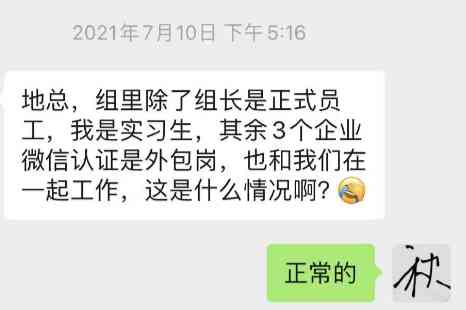 2021年7月10日 下午5:16
地总，组里除了组长是正式员
工，我是实习生，其余3个企业
微信认证是外包岗，也和我们在
一起工作，这是什么情况啊？
正常的